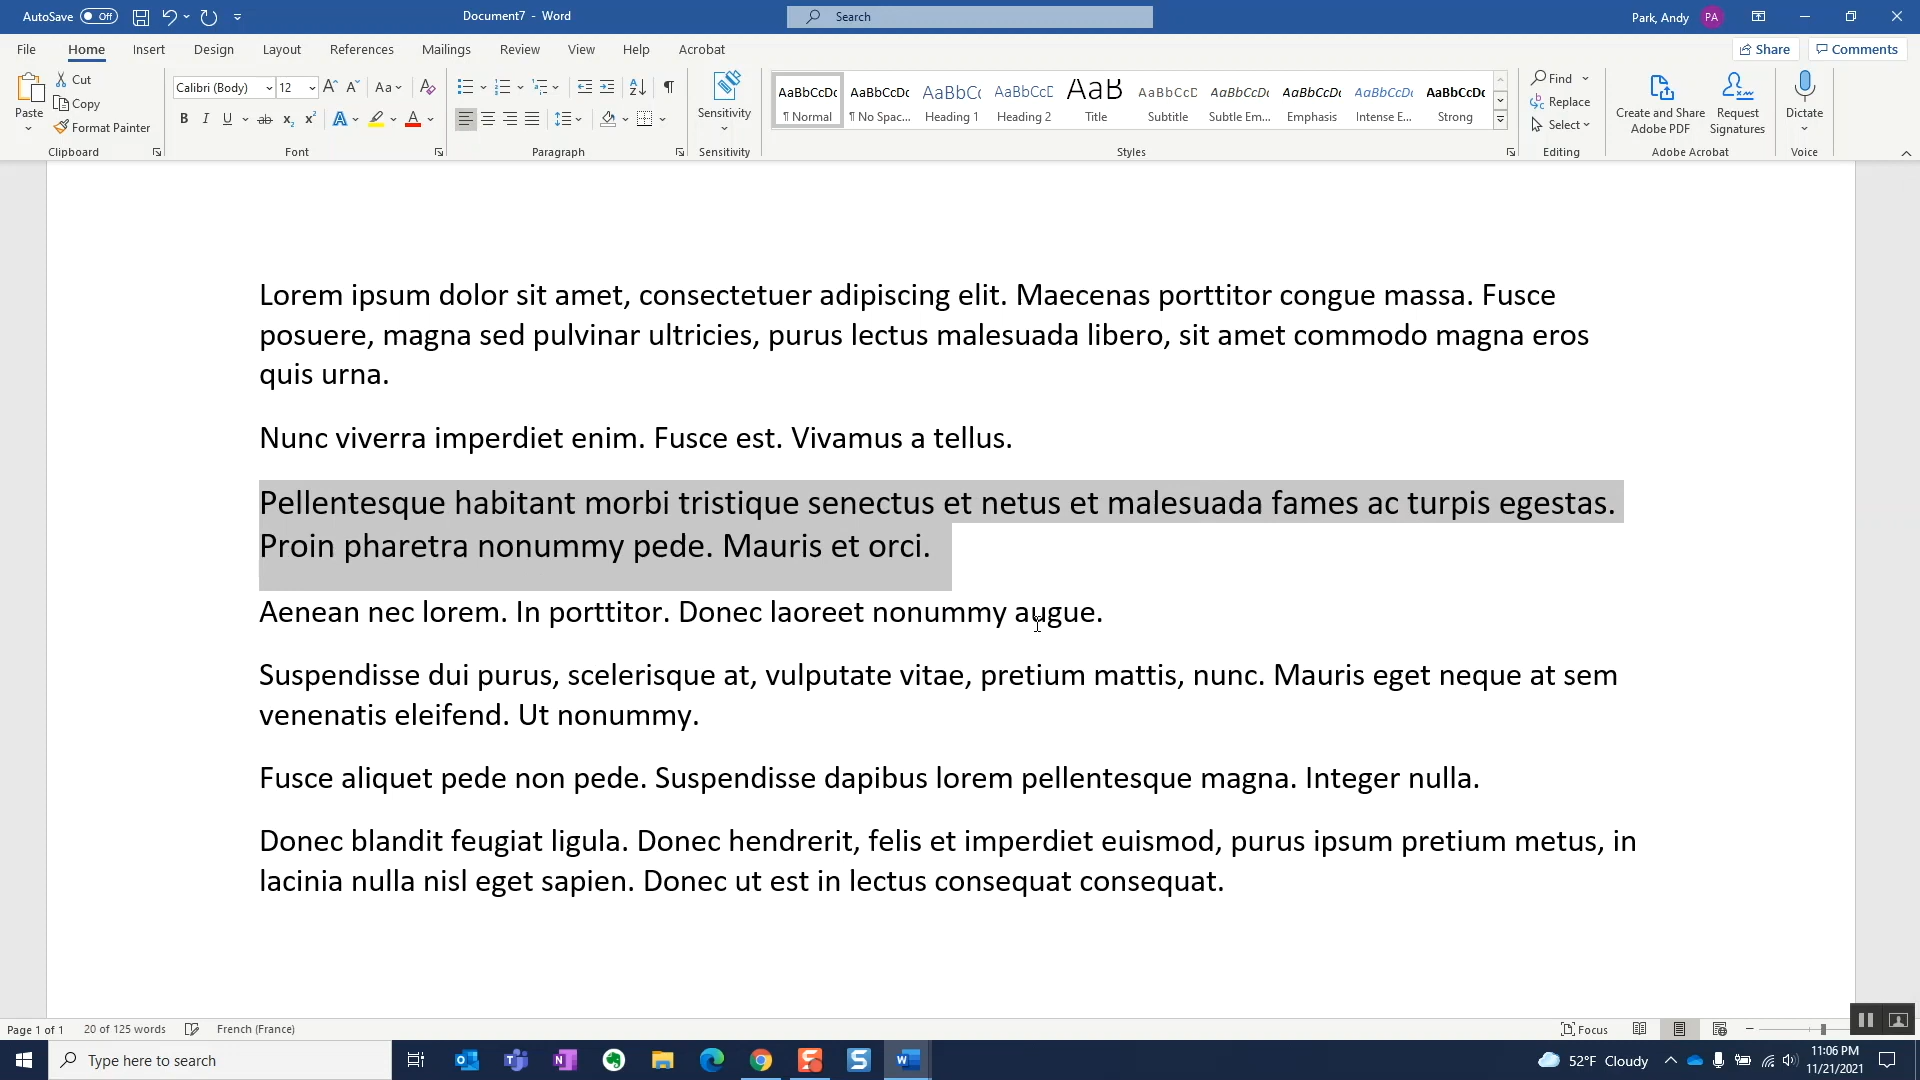 AutoSave Off
Document7 - Word
Search
Park, Andy PA
File Home Insert Design Layout References Mailings Review View Help Acrobat
Share Comments
Paste
Cut
Copy
Format Painter
Clipboard
Calibri (Body) 12
Aa
B I U ab x2 x2 A A
Font
Paragraph
Sensitivity
Sensitivity
AaBbCcDc AaBbCcDc AaBbC( AaBbCcD AaB AaBbCcD AaBbCcDc AaBbCcDc AaBbCcDc AaBbCcDc
¶ Normal ¶ No Spac... Heading 1 Heading 2 Title Subtitle Subtle Em... Emphasis Intense E... Strong
Styles
Find
Replace
Select
Editing
Create and Share Adobe PDF
Request Signatures
Adobe Acrobat
Dictate
Voice
Lorem ipsum dolor sit amet, consectetuer adipiscing elit. Maecenas porttitor congue massa. Fusce
posuere, magna sed pulvinar ultricies, purus lectus malesuada libero, sit amet commodo magna eros
quis urna.
Nunc viverra imperdiet enim. Fusce est. Vivamus a tellus.
Pellentesque habitant morbi tristique senectus et netus et malesuada fames ac turpis egestas.
Proin pharetra nonummy pede. Mauris et orci.
Aenean nec lorem. In porttitor. Donec laoreet nonummy augue.
Suspendisse dui purus, scelerisque at, vulputate vitae, pretium mattis, nunc. Mauris eget neque at sem
venenatis eleifend. Ut nonummy.
Fusce aliquet pede non pede. Suspendisse dapibus lorem pellentesque magna. Integer nulla.
Donec blandit feugiat ligula. Donec hendrerit, felis et imperdiet euismod, purus ipsum pretium metus, in
lacinia nulla nisl eget sapien. Donec ut est in lectus consequat consequat.
Page 1 of 1 20 of 125 words French (France)
Focus
Type here to search
52°F Cloudy
11:06 PM
11/21/2021